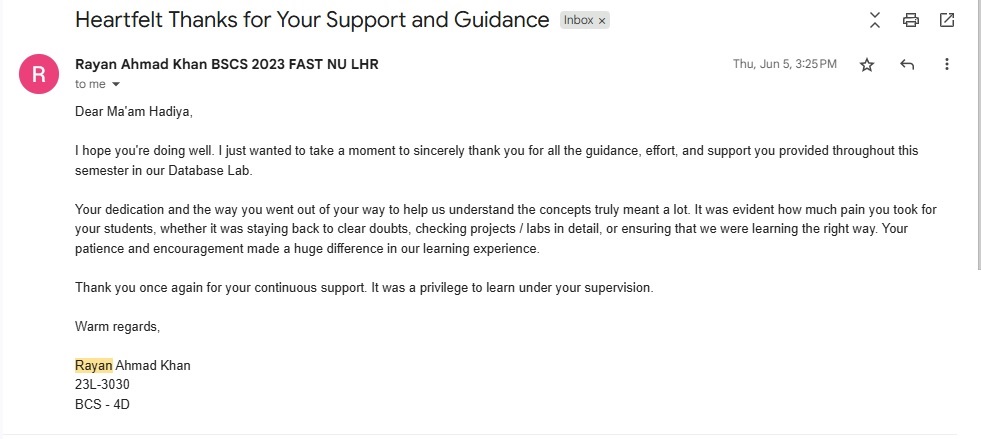 Heartfelt Thanks for Your Support and Guidance Inbox x
R
Rayan Ahmad Khan BSCS 2023 FAST NU LHR Thu, Jun 5, 3:25 PM
to me
Dear Ma'am Hadiya,
I hope you're doing well. I just wanted to take a moment to sincerely thank you for all the guidance, effort, and support you provided throughout this
semester in our Database Lab.
Your dedication and the way you went out of your way to help us understand the concepts truly meant a lot. It was evident how much pain you took for
your students, whether it was staying back to clear doubts, checking projects / labs in detail, or ensuring that we were learning the right way. Your
patience and encouragement made a huge difference in our learning experience.
Thank you once again for your continuous support. It was a privilege to learn under your supervision.
Warm regards,
Rayan Ahmad Khan
23L-3030
BCS - 4D